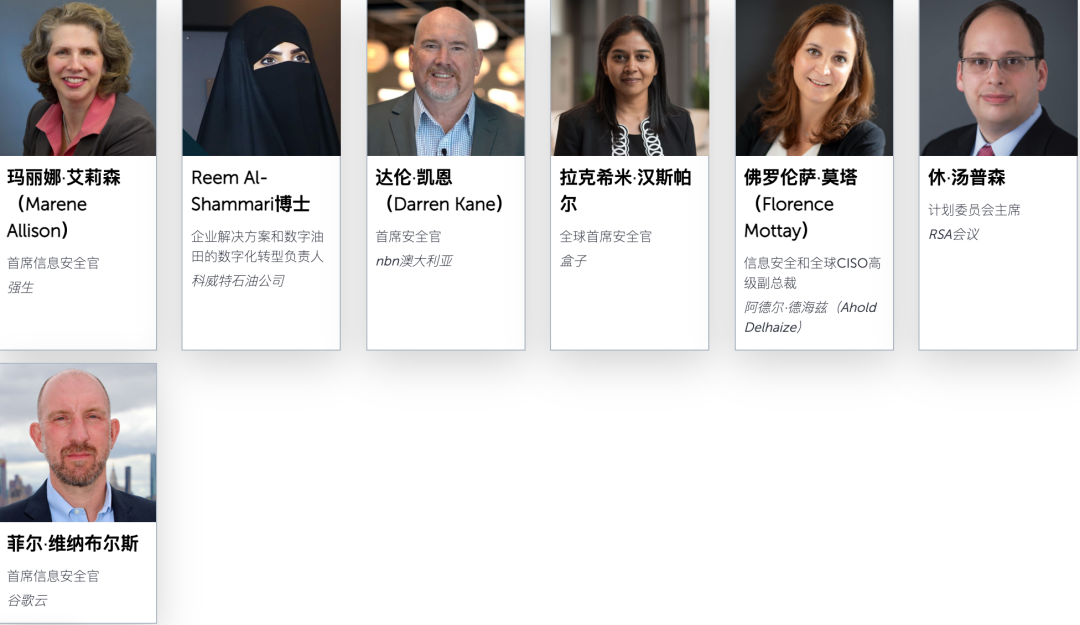 玛丽娜·艾莉森
（Marene
Allison）
首席信息安全官
强生
Reem Al-
Shammari博士
企业解决方案和数字油
田的数字化转型负责人
科威特石油公司
达伦·凯恩
（Darren Kane）
首席安全官
nbn澳大利亚
拉克希米·汉斯帕
尔
全球首席安全官
盒子
佛罗伦萨·莫塔
（Florence
Mottay）
信息安全和全球CISO高
级副总裁
阿德尔·德海兹（Ahold
Delhaize）
休·汤普森
计划委员会主席
RSA会议
菲尔·维纳布尔斯
首席信息安全官
谷歌云